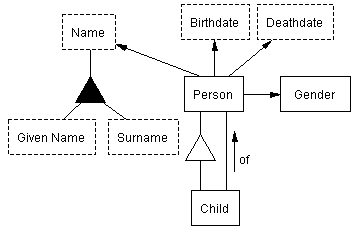 Name
Birthdate
Deathdate
Person
Gender
Given Name
Surname
of
Child